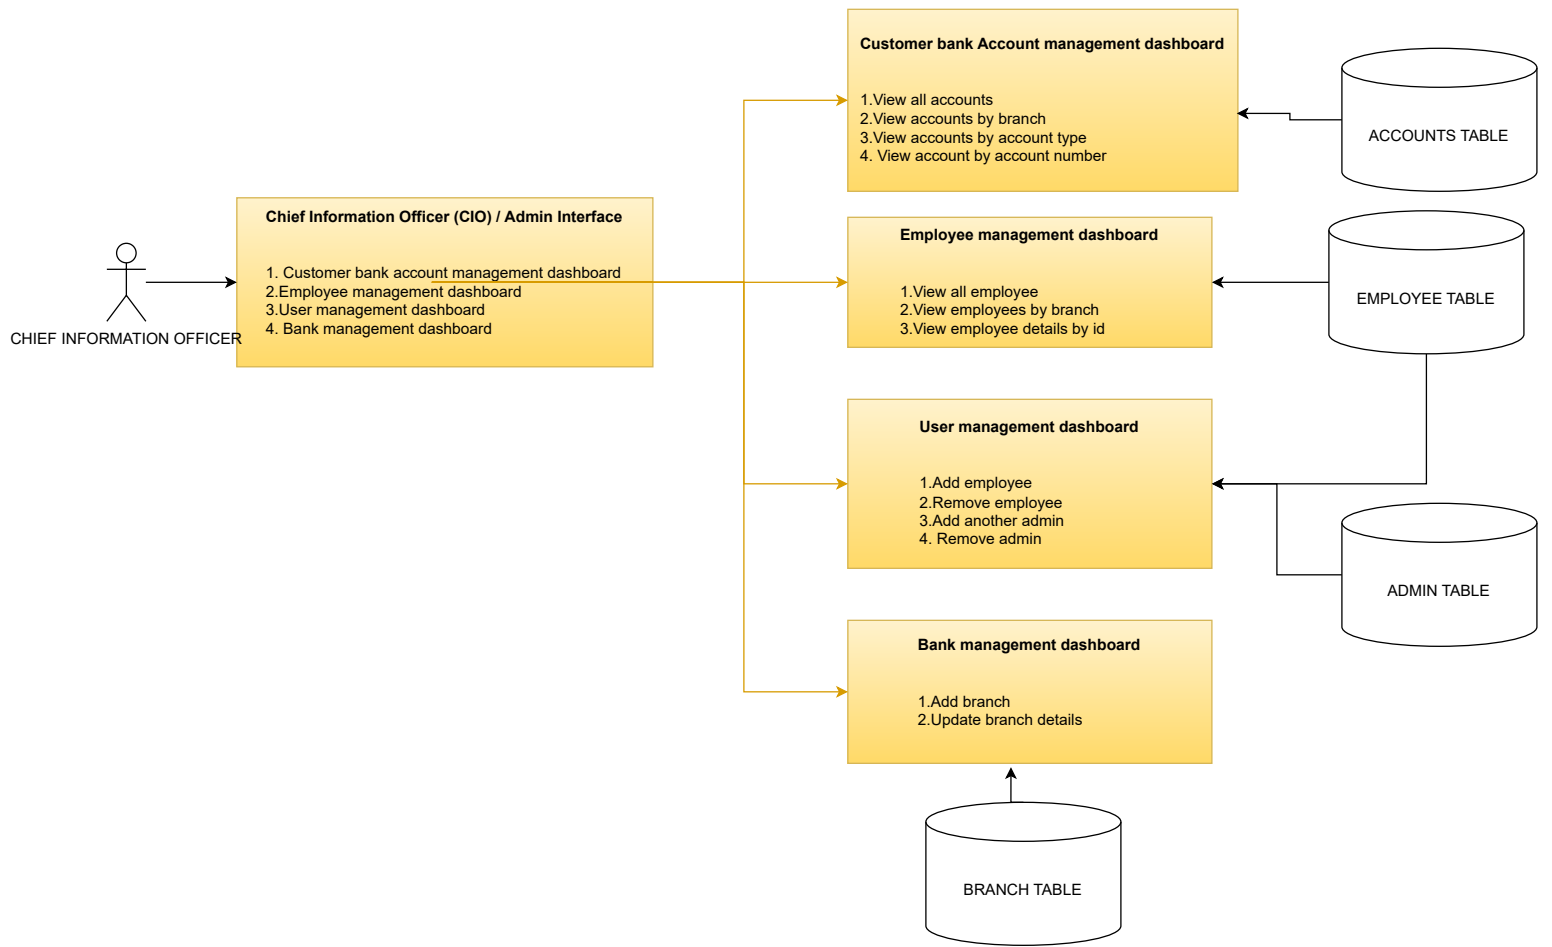 Customer bank Account management dashboard
1.View all accounts
2.View accounts by branch
3.View accounts by account type
4. View account by account number
ACCOUNTS TABLE
Chief Information Officer (CIO) / Admin Interface
1. Customer bank account management dashboard
2.Employee management dashboard
3.User management dashboard
4. Bank management dashboard
CHIEF INFORMATION OFFICER
Employee management dashboard
1.View all employee
2.View employees by branch
3.View employee details by id
EMPLOYEE TABLE
User management dashboard
1.Add employee
2.Remove employee
3.Add another admin
4. Remove admin
ADMIN TABLE
Bank management dashboard
1.Add branch
2.Update branch details
BRANCH TABLE